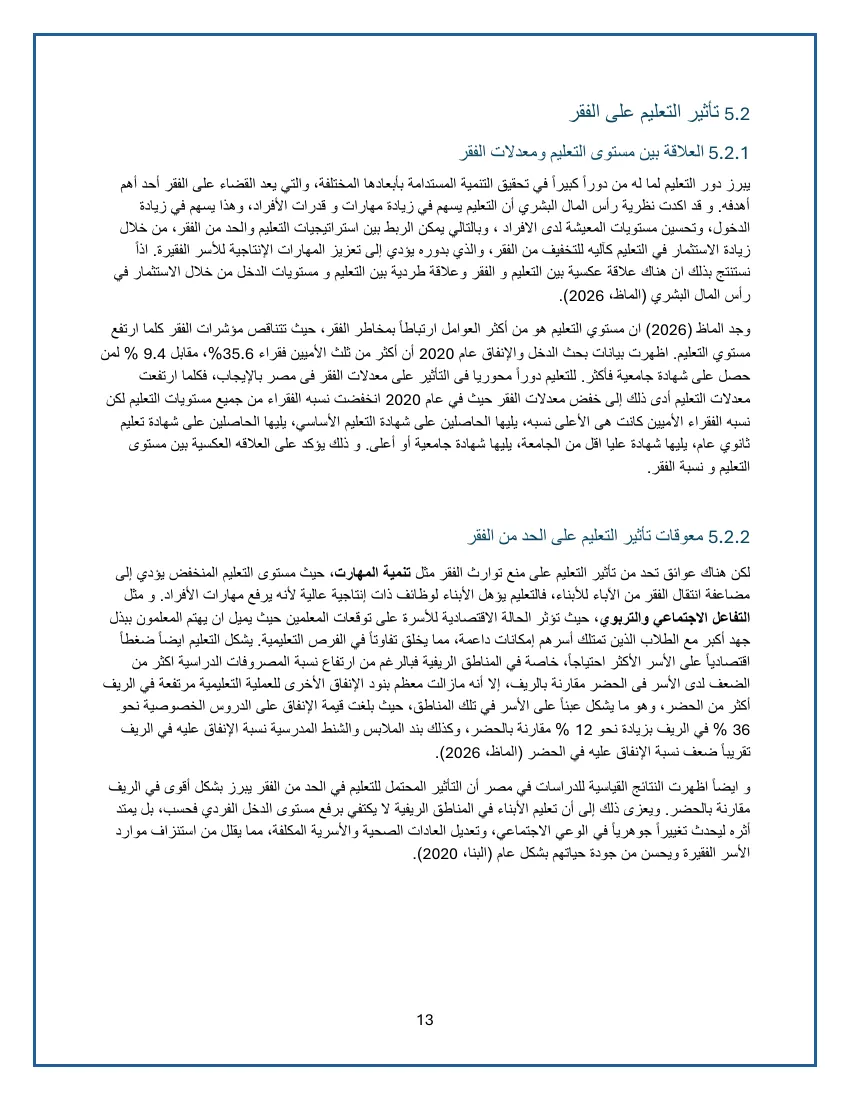 5.2 تأثير التعليم على الفقر
5.2.1 العلاقة بين مستوى التعليم ومعدلات الفقر
يبرز دور التعليم لما له من دوراً كبيراً في تحقيق التنمية المستدامة بأبعادها المختلفة، والتي يعد القضاء على الفقر أحد أهم
أهدفه. و قد اكدت نظرية رأس المال البشري أن التعليم يسهم في زيادة مهارات و قدرات الأفراد، وهذا يسهم في زيادة
الدخول، وتحسين مستويات المعيشة لدى الافراد ، وبالتالي يمكن الربط بين استراتيجيات التعليم والحد من الفقر، من خلال
زيادة الاستثمار في التعليم كآليه للتخفيف من الفقر، والذي بدوره يؤدي إلى تعزيز المهارات الإنتاجية للأسر الفقيرة. اذاً
نستنتج بذلك ان هناك علاقة عكسية بين التعليم و الفقر وعلاقة طردية بين التعليم و مستويات الدخل من خلال الاستثمار في
رأس المال البشري (الماظ، 2026).
وجد الماظ (2026) ان مستوي التعليم هو من أكثر العوامل ارتباطاً بمخاطر الفقر، حيث تتناقص مؤشرات الفقر كلما ارتفع
مستوي التعليم. اظهرت بيانات بحث الدخل والإنفاق عام 2020 أن أكثر من ثلث الأميين فقراء 35.6%، مقابل 9.4 % لمن
حصل على شهادة جامعية فأكثر. للتعليم دوراً محوريا فى التأثير على معدلات الفقر فى مصر بالإيجاب، فكلما ارتفعت
معدلات التعليم أدى ذلك إلى خفض معدلات الفقر حيث في عام 2020 انخفضت نسبه الفقراء من جميع مستويات التعليم لكن
نسبه الفقراء الأميين كانت هى الأعلى نسبه، يليها الحاصلين على شهادة التعليم الأساسي، يليها الحاصلين على شهادة تعليم
ثانوي عام، يليها شهادة عليا اقل من الجامعة، يليها شهادة جامعية أو أعلى. و ذلك يؤكد على العلاقه العكسية بين مستوى
التعليم و نسبة الفقر.
5.2.2 معوقات تأثير التعليم على الحد من الفقر
لكن هناك عوائق تحد من تأثير التعليم على منع توارث الفقر مثل تنمية المهارت، حيث مستوى التعليم المنخفض يؤدي إلى
مضاعفة انتقال الفقر من الأباء للأبناء، فالتعليم يؤهل الأبناء لوظائف ذات إنتاجية عالية لأنه يرفع مهارات الأفراد. و مثل
التفاعل الاجتماعي والتربوي، حيث تؤثر الحالة الاقتصادية للأسرة على توقعات المعلمين حيث يميل ان يهتم المعلمون ببذل
جهد أكبر مع الطلاب الذين تمتلك أسرهم إمكانات داعمة، مما يخلق تفاوتاً في الفرص التعليمية. يشكل التعليم ايضاً ضغطاً
اقتصادياً على الأسر الأكثر احتياجاً، خاصة في المناطق الريفية فبالرغم من ارتفاع نسبة المصروفات الدراسية اكثر من
الضعف لدى الأسر فى الحضر مقارنة بالريف، إلا أنه مازالت معظم بنود الإنفاق الأخرى للعملية التعليمية مرتفعة في الريف
أكثر من الحضر، وهو ما يشكل عبئاً على الأسر في تلك المناطق، حيث بلغت قيمة الإنفاق على الدروس الخصوصية نحو
36 % في الريف بزيادة نحو 12 % مقارنة بالحضر، وكذلك بند الملابس والشنط المدرسية نسبة الإنفاق عليه في الريف
تقريباً ضعف نسبة الإنفاق عليه في الحضر (الماظ، 2026).
و ايضاً اظهرت النتائج القياسية للدراسات في مصر أن التأثير المحتمل للتعليم في الحد من الفقر يبرز بشكل أقوى في الريف
مقارنة بالحضر. ويعزى ذلك إلى أن تعليم الأبناء في المناطق الريفية لا يكتفي برفع مستوى الدخل الفردي فحسب، بل يمتد
أثره ليحدث تغييراً جوهرياً في الوعي الاجتماعي، وتعديل العادات الصحية والأسرية المكلفة، مما يقلل من استنزاف موارد
الأسر الفقيرة ويحسن من جودة حياتهم بشكل عام (البنا، 2020).
13